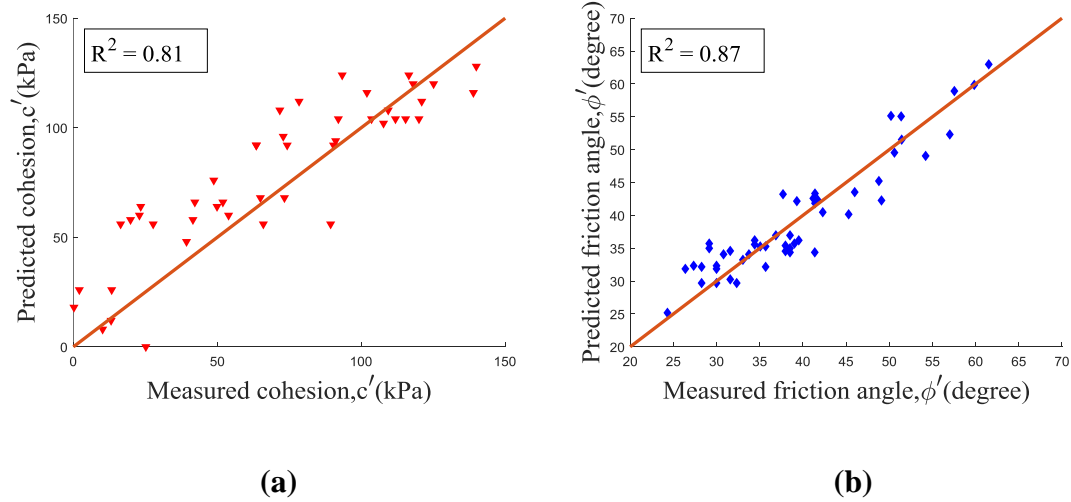 R² = 0.81
Predicted cohesion,c′(kPa)
150
100
50
0
0 50 100 150
Measured cohesion,c′(kPa)
(a)
R² = 0.87
Predicted friction angle,ϕ′(degree)
70
65
60
55
50
45
40
35
30
25
20
20 25 30 35 40 45 50 55 60 65 70
Measured friction angle,ϕ′(degree)
(b)